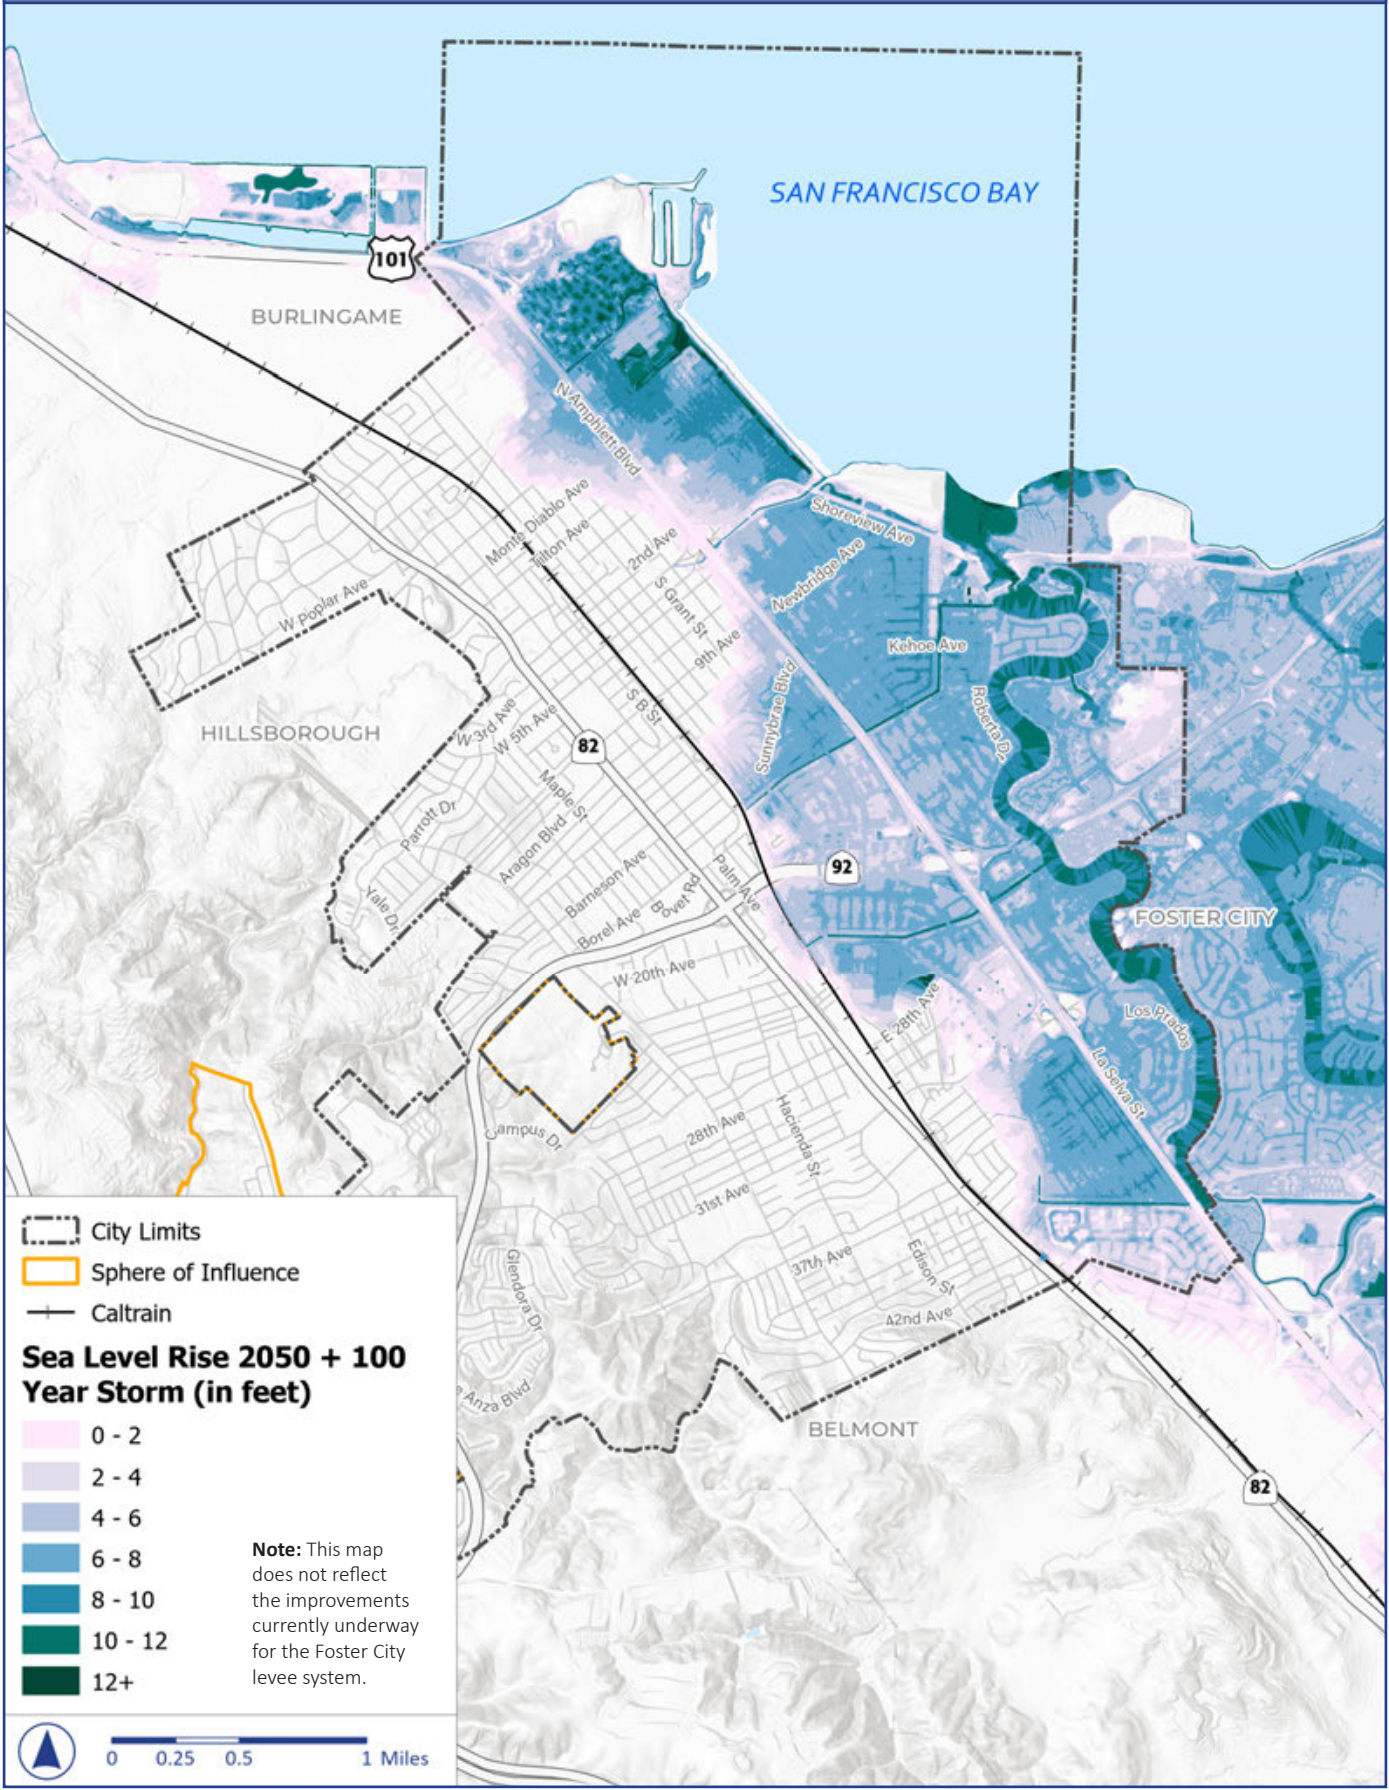 SAN FRANCISCO BAY
101
BURLINGAME
N Amphlett Blvd
Monte Diablo Ave
Tilton Ave
2nd Ave
Shoreview Ave
Newbridge Ave
S Grant St
9th Ave
Kehoe Ave
W Poplar Ave
Sunnybrae Blvd
Roberta Dr
S B St
HILLSBOROUGH
W 3rd Ave
W 5th Ave
82
Maple St
Parrott Dr
Aragon Blvd
92
Palm Ave
Barneson Ave
Bovet Rd
Yale Dr
Borel Ave
FOSTER CITY
W 20th Ave
E 28th Ave
Los Prados
La Selva St
Campus Dr
28th Ave
Hacienda St
31st Ave
37th Ave
Edison St
Glendora Dr
42nd Ave
Anza Blvd
BELMONT
82
City Limits
Sphere of Influence
Caltrain
Sea Level Rise 2050 + 100
Year Storm (in feet)
0 - 2
2 - 4
4 - 6
6 - 8
8 - 10
10 - 12
12+
Note: This map
does not reflect
the improvements
currently underway
for the Foster City
levee system.
0 0.25 0.5 1 Miles